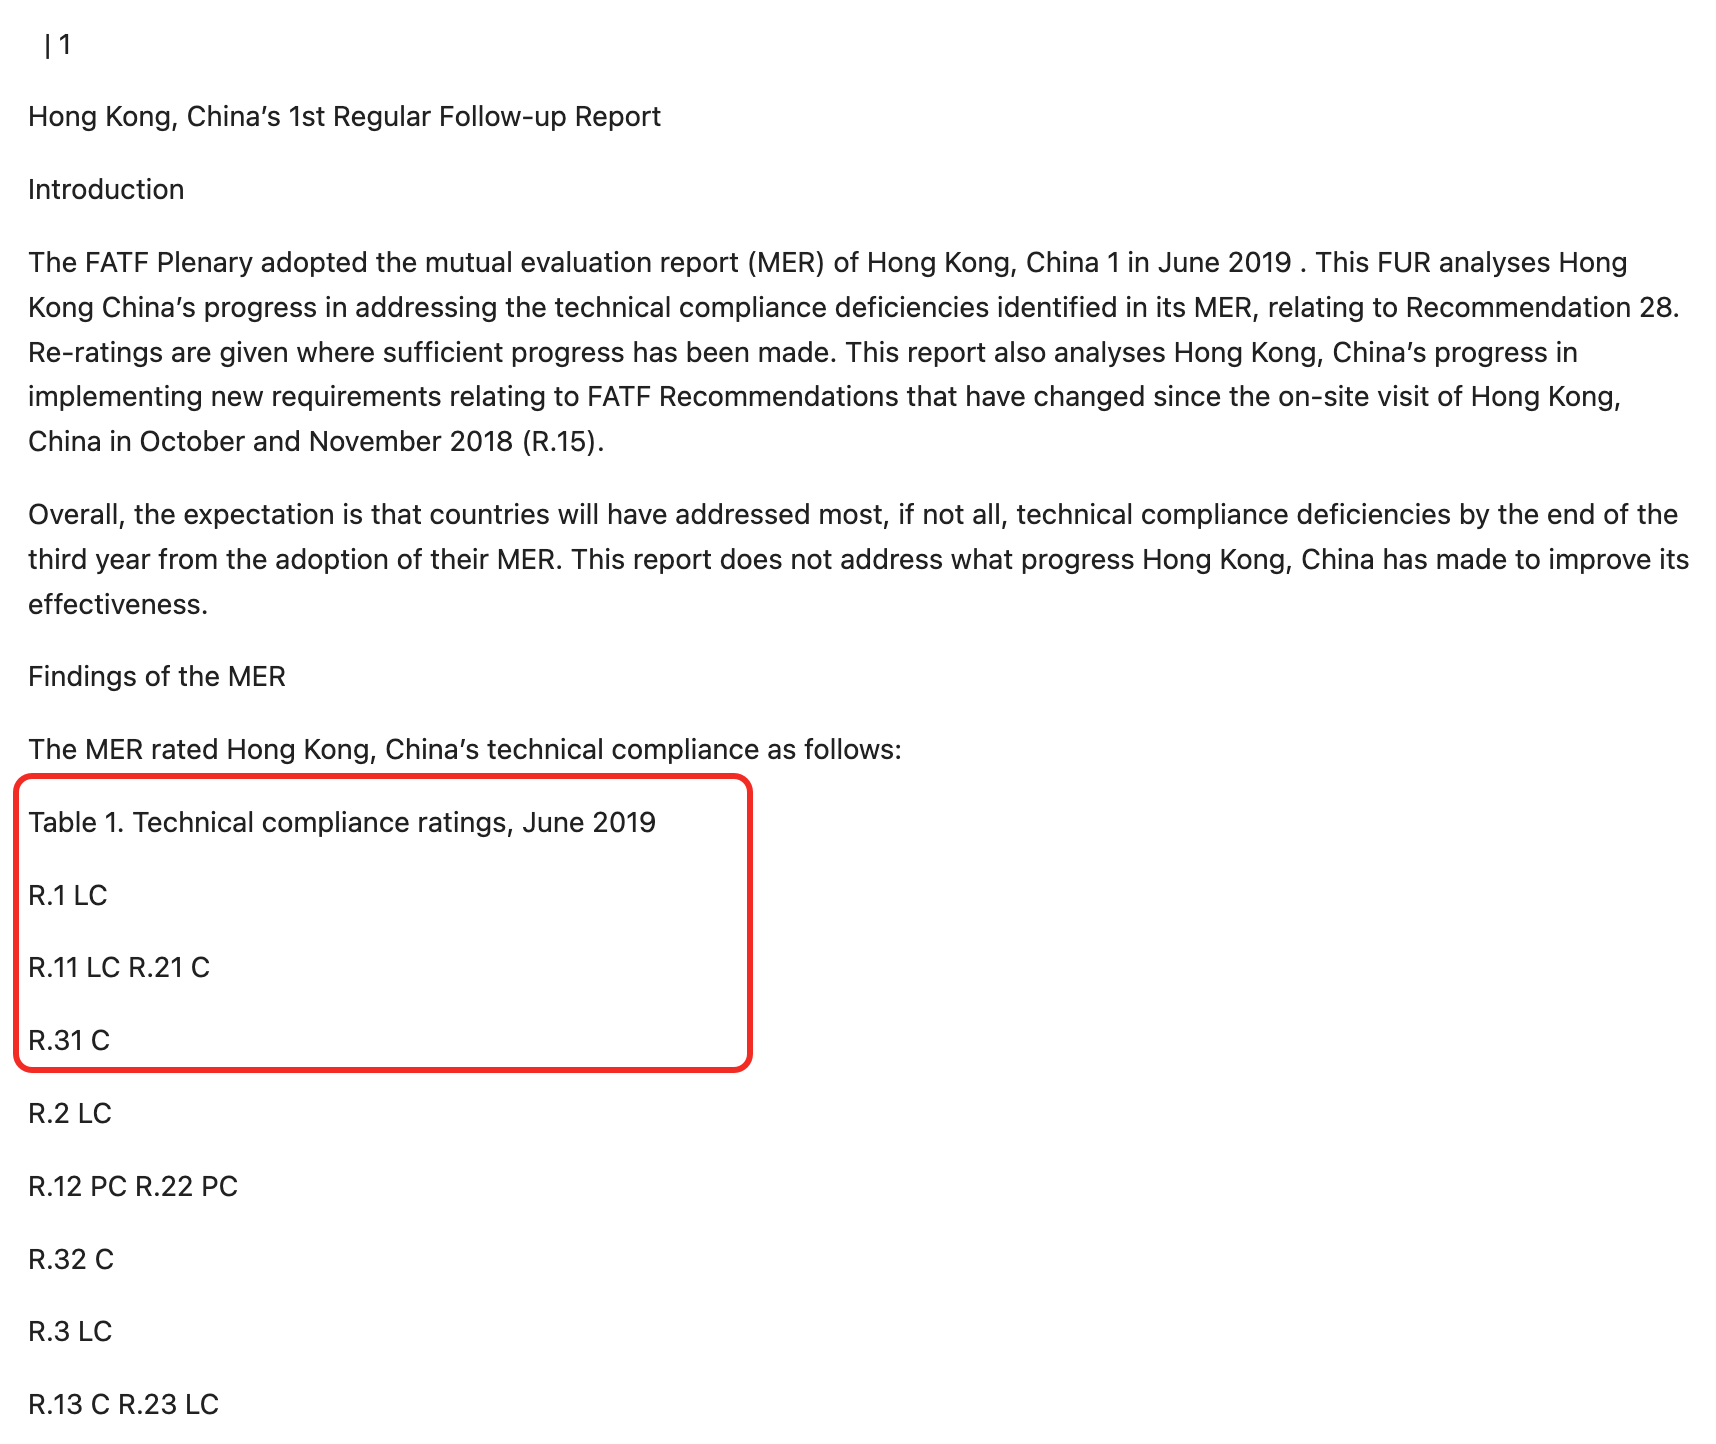 | 1
Hong Kong, China’s 1st Regular Follow-up Report
Introduction
The FATF Plenary adopted the mutual evaluation report (MER) of Hong Kong, China 1 in June 2019 . This FUR analyses Hong
Kong China’s progress in addressing the technical compliance deficiencies identified in its MER, relating to Recommendation 28.
Re-ratings are given where sufficient progress has been made. This report also analyses Hong Kong, China’s progress in
implementing new requirements relating to FATF Recommendations that have changed since the on-site visit of Hong Kong,
China in October and November 2018 (R.15).
Overall, the expectation is that countries will have addressed most, if not all, technical compliance deficiencies by the end of the
third year from the adoption of their MER. This report does not address what progress Hong Kong, China has made to improve its
effectiveness.
Findings of the MER
The MER rated Hong Kong, China’s technical compliance as follows:
Table 1. Technical compliance ratings, June 2019
R.1 LC
R.11 LC R.21 C
R.31 C
R.2 LC
R.12 PC R.22 PC
R.32 C
R.3 LC
R.13 C R.23 LC